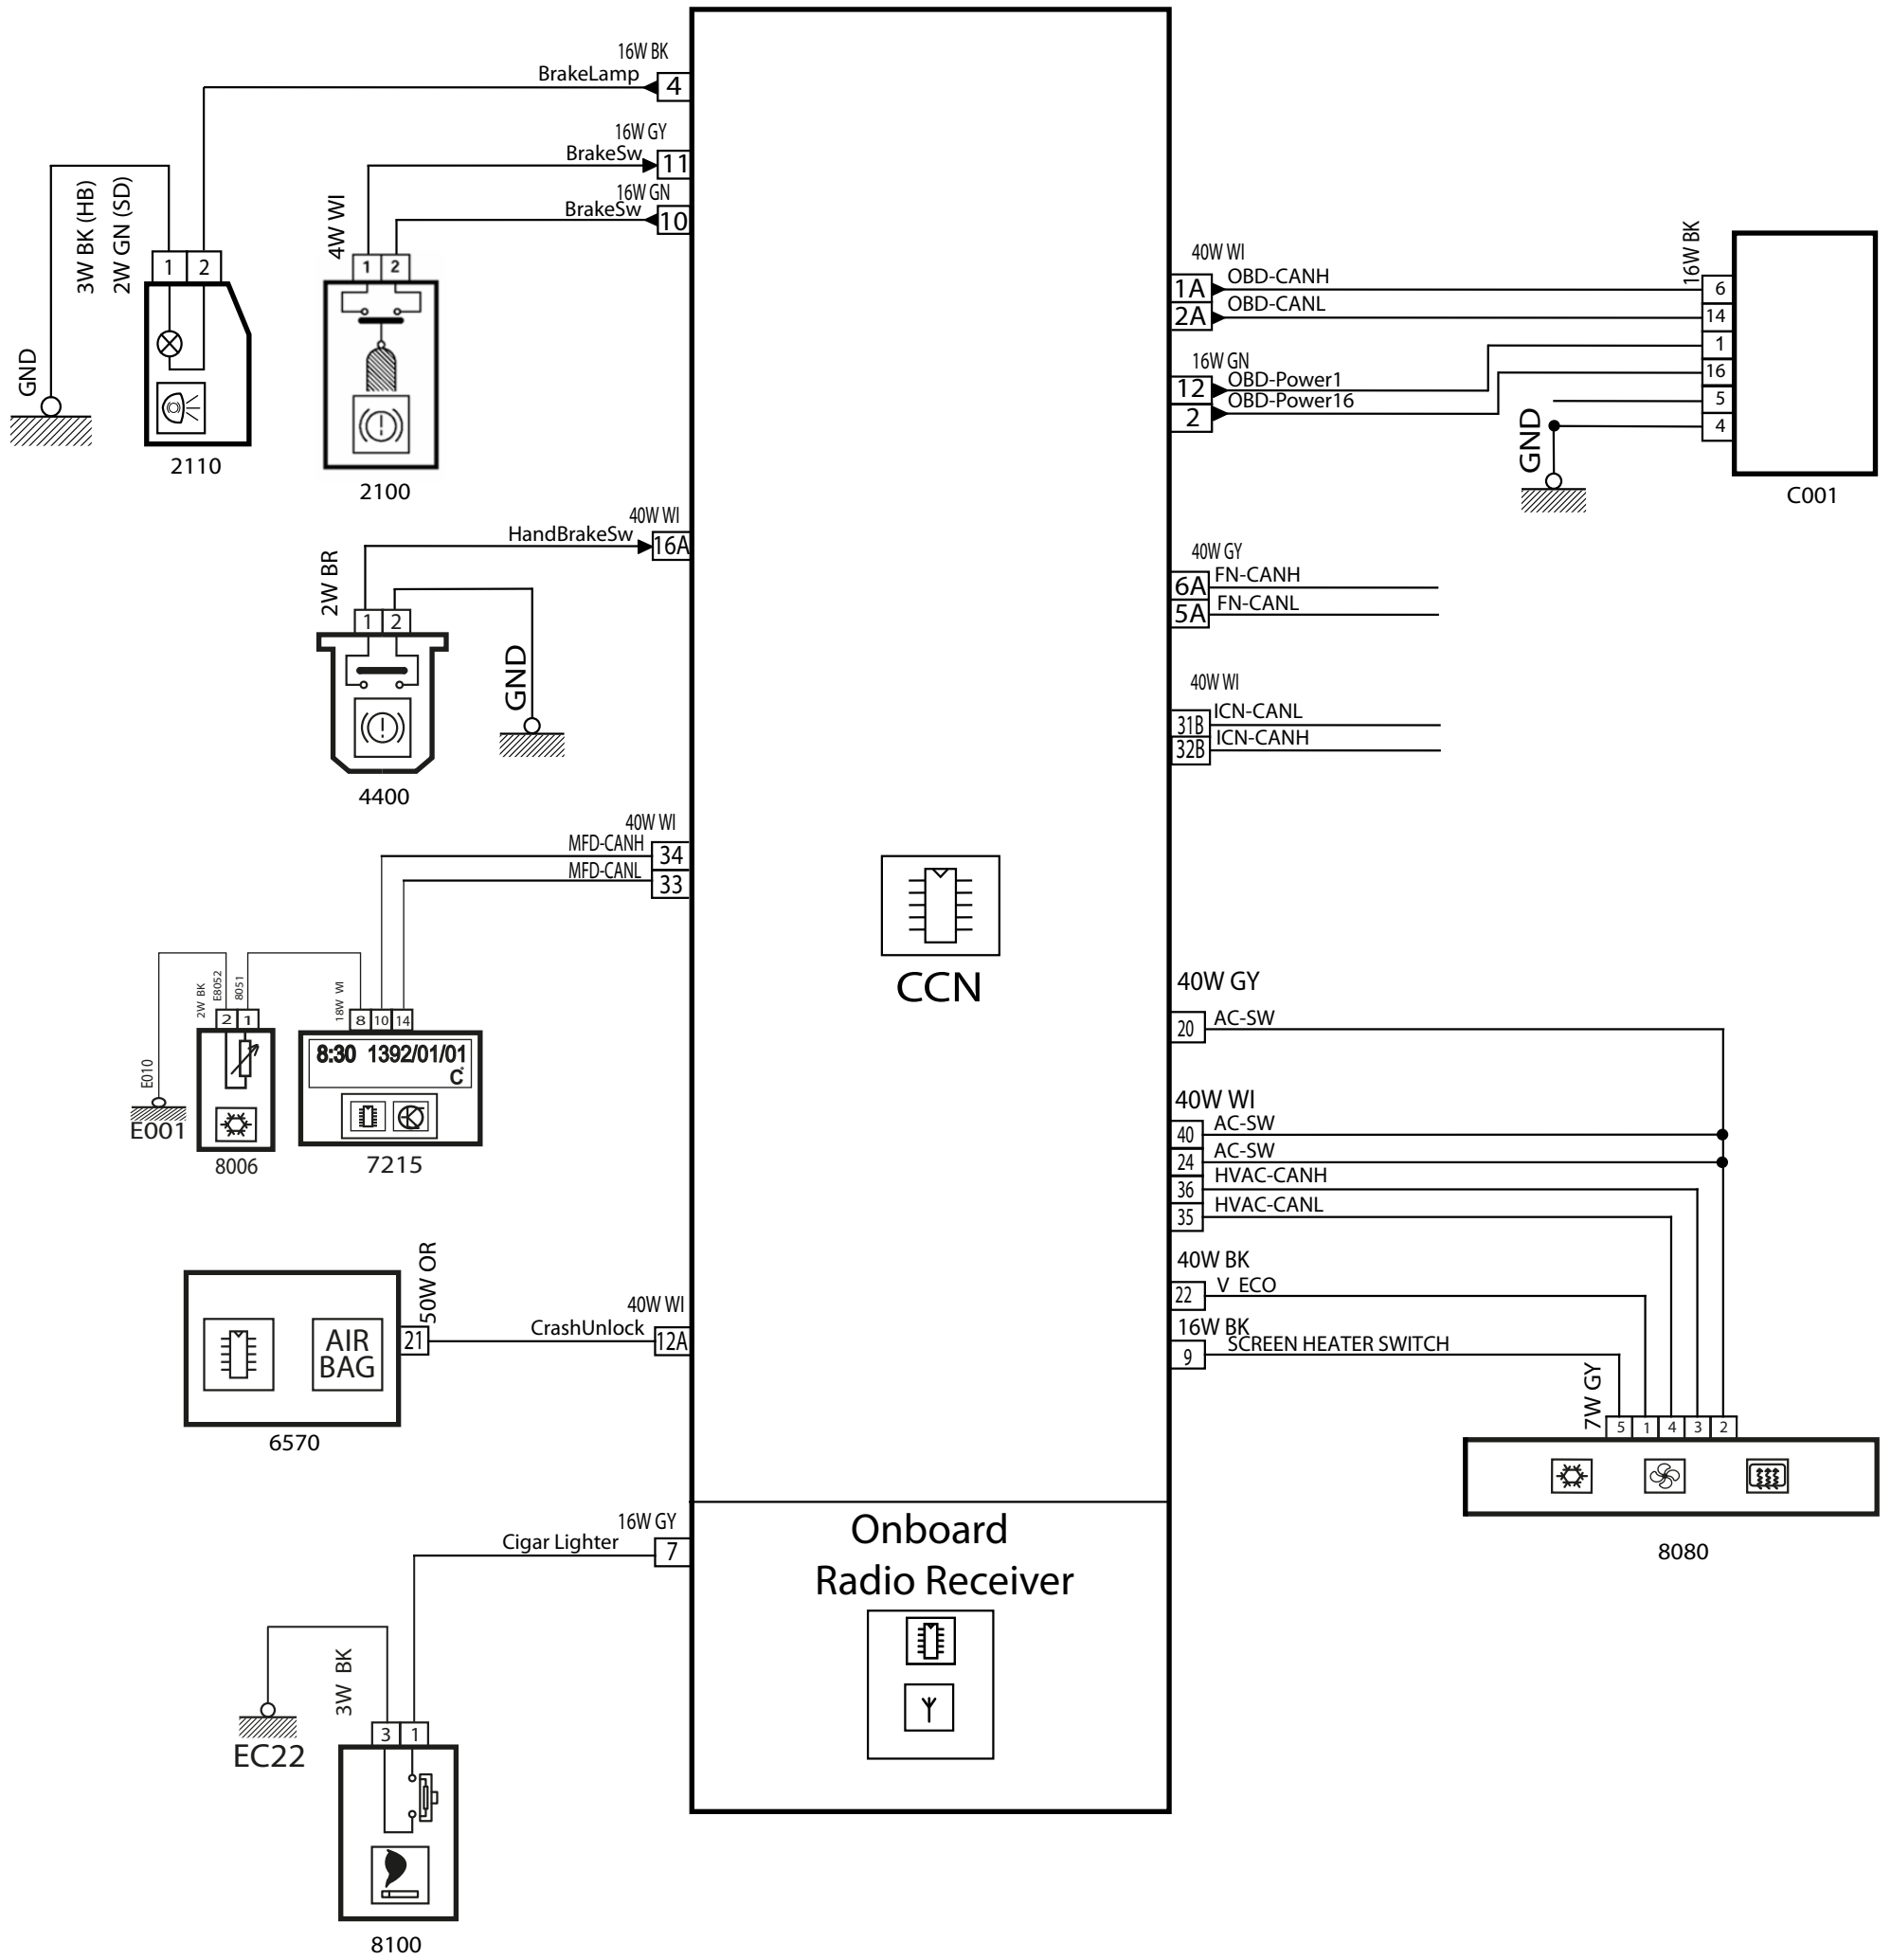 16W BK
BrakeLamp
4
16W GY
BrakeSw
11
16W GN
BrakeSw
10
3W BK (HB)
2W GN (SD)
1 2
GND
2110
4W WI
1 2
2100
40W WI
HandBrakeSw
16A
2W BR
1 2
GND
4400
40W WI
MFD-CANH
34
MFD-CANL
33
2W BK
E8052
8051
2 1
E010
E001
8006
18W WI
8 10 14
8:30 1392/01/01
C
7215
50W OR
40W WI
AIR
BAG
21
CrashUnlock
12A
6570
16W GY
Cigar Lighter
7
3W BK
3 1
EC22
8100
CCN
Onboard
Radio Receiver
40W WI
1A
OBD-CANH
2A
OBD-CANL
16W GN
12
OBD-Power1
2
OBD-Power16
16W BK
6
14
1
16
5
4
GND
C001
40W GY
6A
FN-CANH
5A
FN-CANL
40W WI
31B
ICN-CANL
32B
ICN-CANH
40W GY
20
AC-SW
40W WI
40
AC-SW
24
AC-SW
36
HVAC-CANH
35
HVAC-CANL
40W BK
22
V ECO
16W BK
9
SCREEN HEATER SWITCH
7W GY
5 1 4 3 2
8080